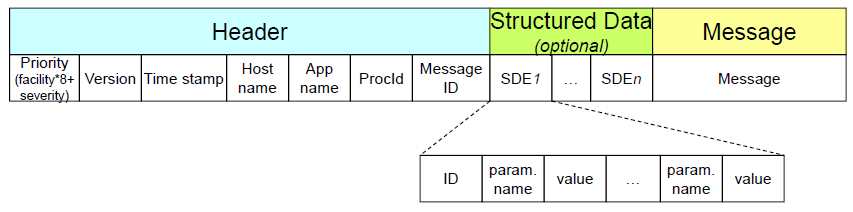 Header
Structured Data
(optional)
Message
Priority
(facility*8+
severity)
Version
Time stamp
Host
name
App
name
ProcId
Message
ID
SDE1
...
SDEn
Message
ID
param.
name
value
...
param.
name
value